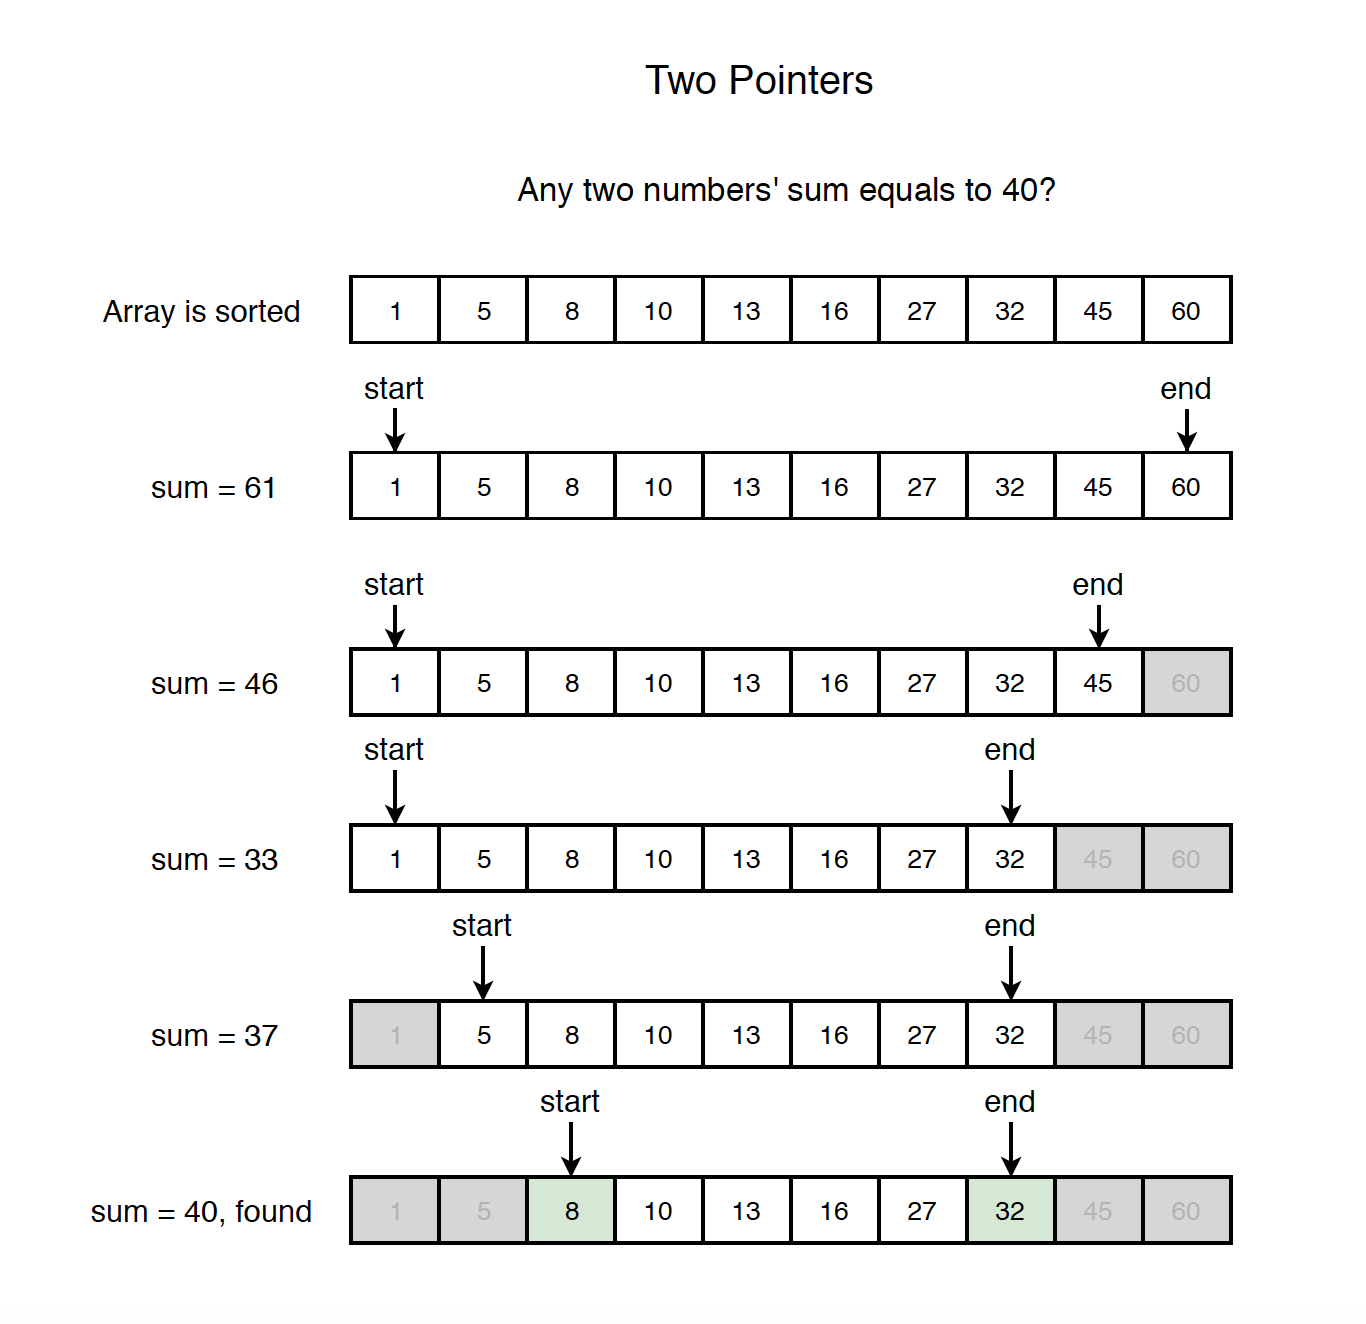 Two Pointers
Any two numbers' sum equals to 40?
Array is sorted 1 5 8 10 13 16 27 32 45 60
start end
sum = 61 1 5 8 10 13 16 27 32 45 60
start end
sum = 46 1 5 8 10 13 16 27 32 45 60
start end
sum = 33 1 5 8 10 13 16 27 32 45 60
start end
sum = 37 1 5 8 10 13 16 27 32 45 60
start end
sum = 40, found 1 5 8 10 13 16 27 32 45 60